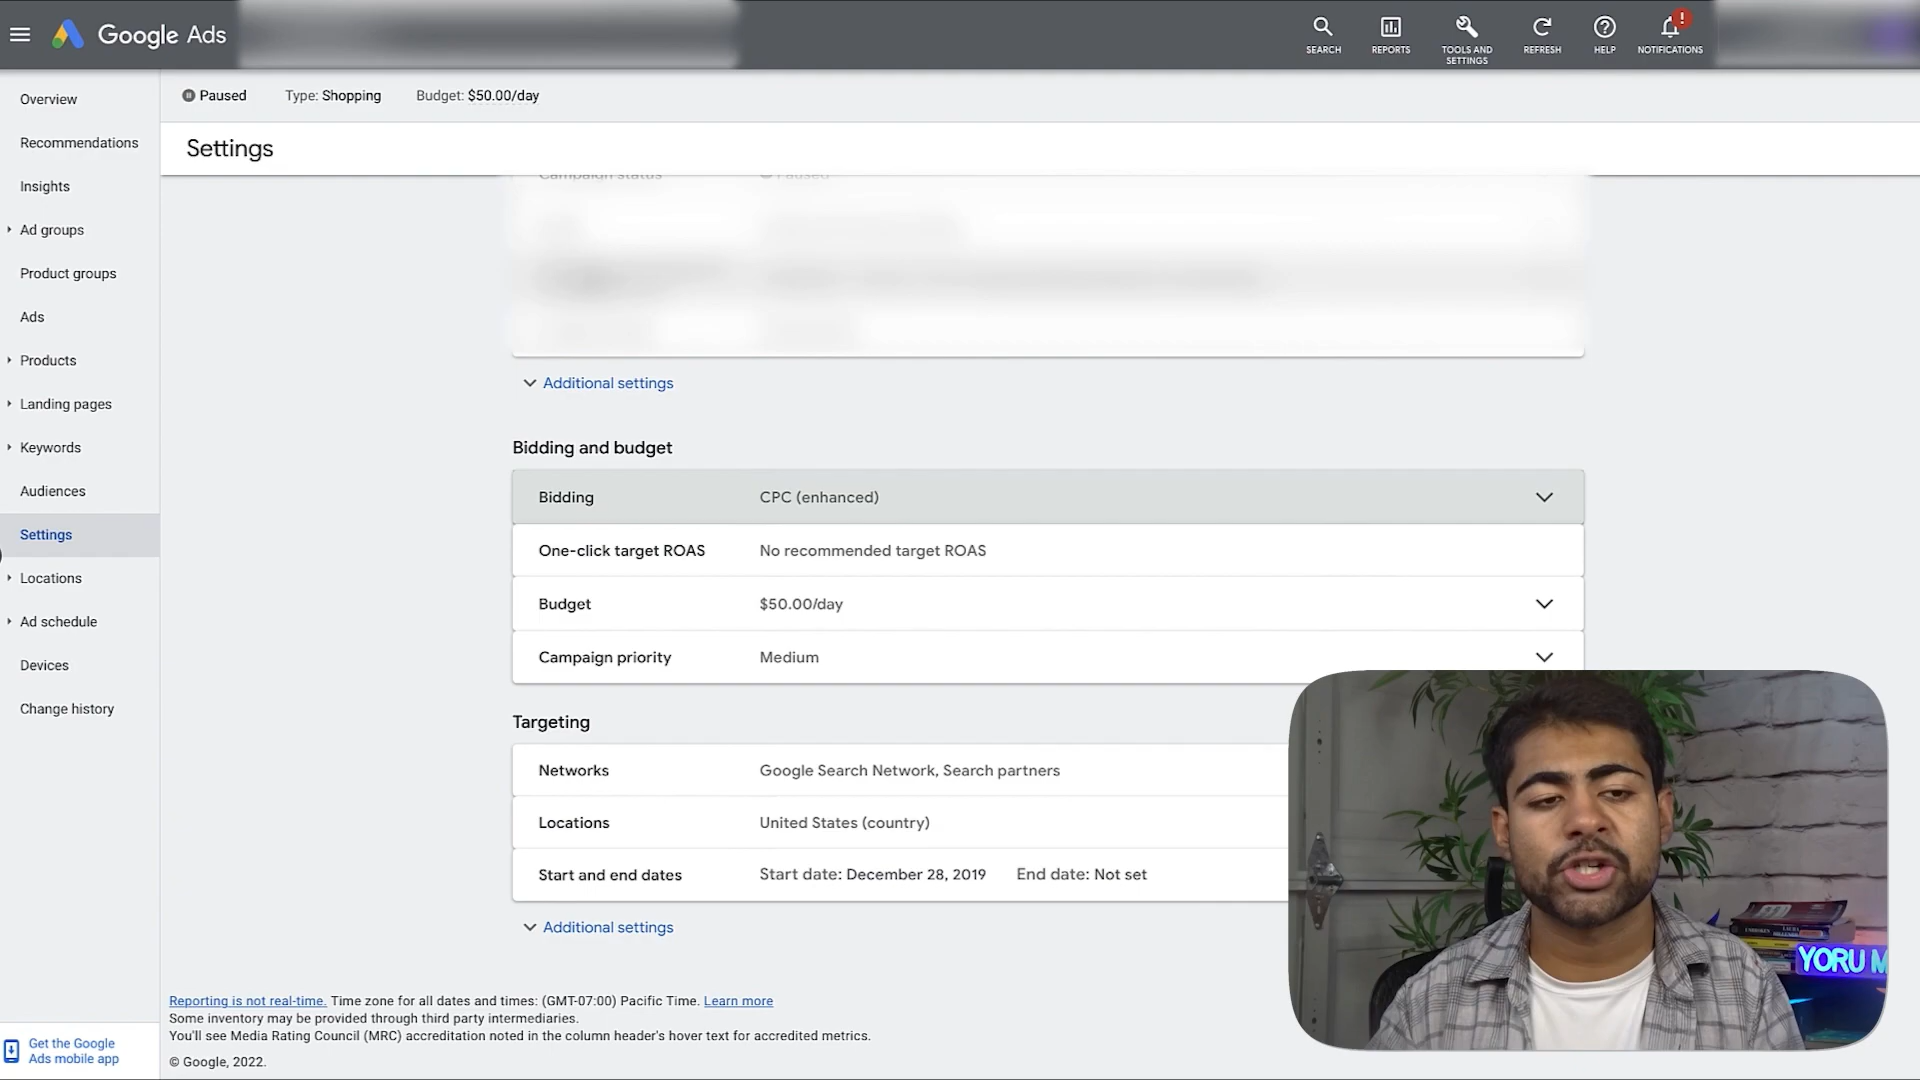 Google Ads
SEARCH
REPORTS
TOOLS AND SETTINGS
REFRESH
HELP
!
NOTIFICATIONS
Overview
Recommendations
Insights
Ad groups
Product groups
Ads
Products
Landing pages
Keywords
Audiences
Settings
Locations
Ad schedule
Devices
Change history
Get the Google
Ads mobile app
Paused Type: Shopping Budget: $50.00/day
Settings
Campaign status Paused
Additional settings
Bidding and budget
Bidding CPC (enhanced)
One-click target ROAS No recommended target ROAS
Budget $50.00/day
Campaign priority Medium
Targeting
Networks Google Search Network, Search partners
Locations United States (country)
Start and end dates Start date: December 28, 2019 End date: Not set
Additional settings
Reporting is not real-time. Time zone for all dates and times: (GMT-07:00) Pacific Time. Learn more
Some inventory may be provided through third party intermediaries.
You'll see Media Rating Council (MRC) accreditation noted in the column header's hover text for accredited metrics.
© Google, 2022.
YORU M